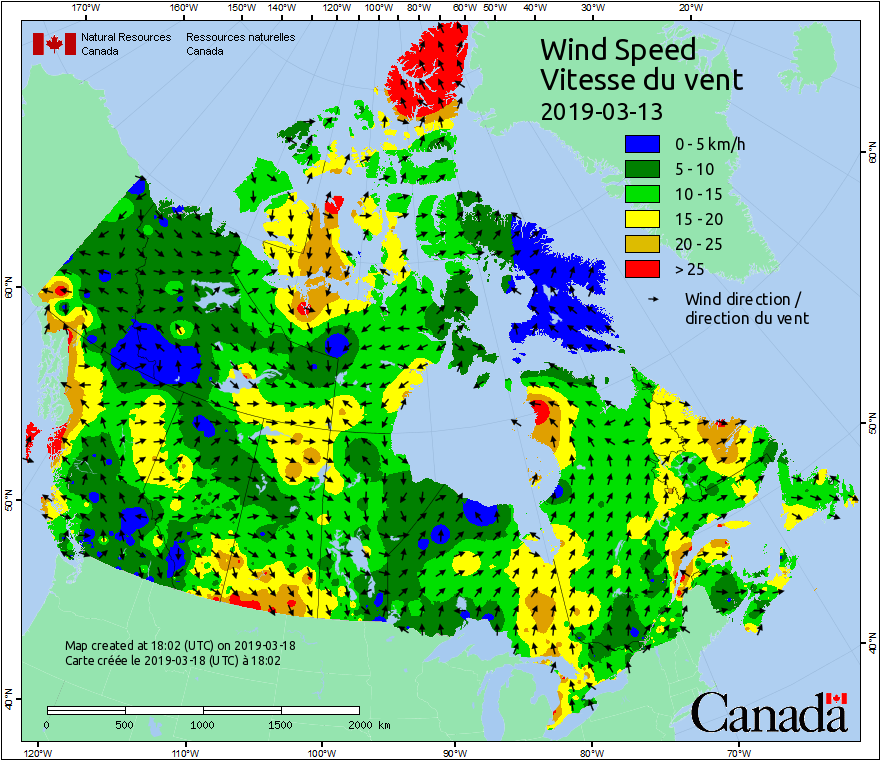 170°W 160°W 150°W 140°W 120°W 100°W 80°W 60°W 50°W 40°W 30°W 20°W
Natural Resources Ressources naturelles
Canada Canada
Wind Speed
Vitesse du vent
2019-03-13
0 - 5 km/h
5 - 10
10 - 15
15 - 20
20 - 25
> 25
Wind direction /
direction du vent
60°N
60°N
50°N
50°N
40°N
40°N
Map created at 18:02 (UTC) on 2019-03-18
Carte créée le 2019-03-18 (UTC) à 18:02
0 500 1000 1500 2000 km
Canada
120°W 110°W 100°W 90°W 80°W 70°W